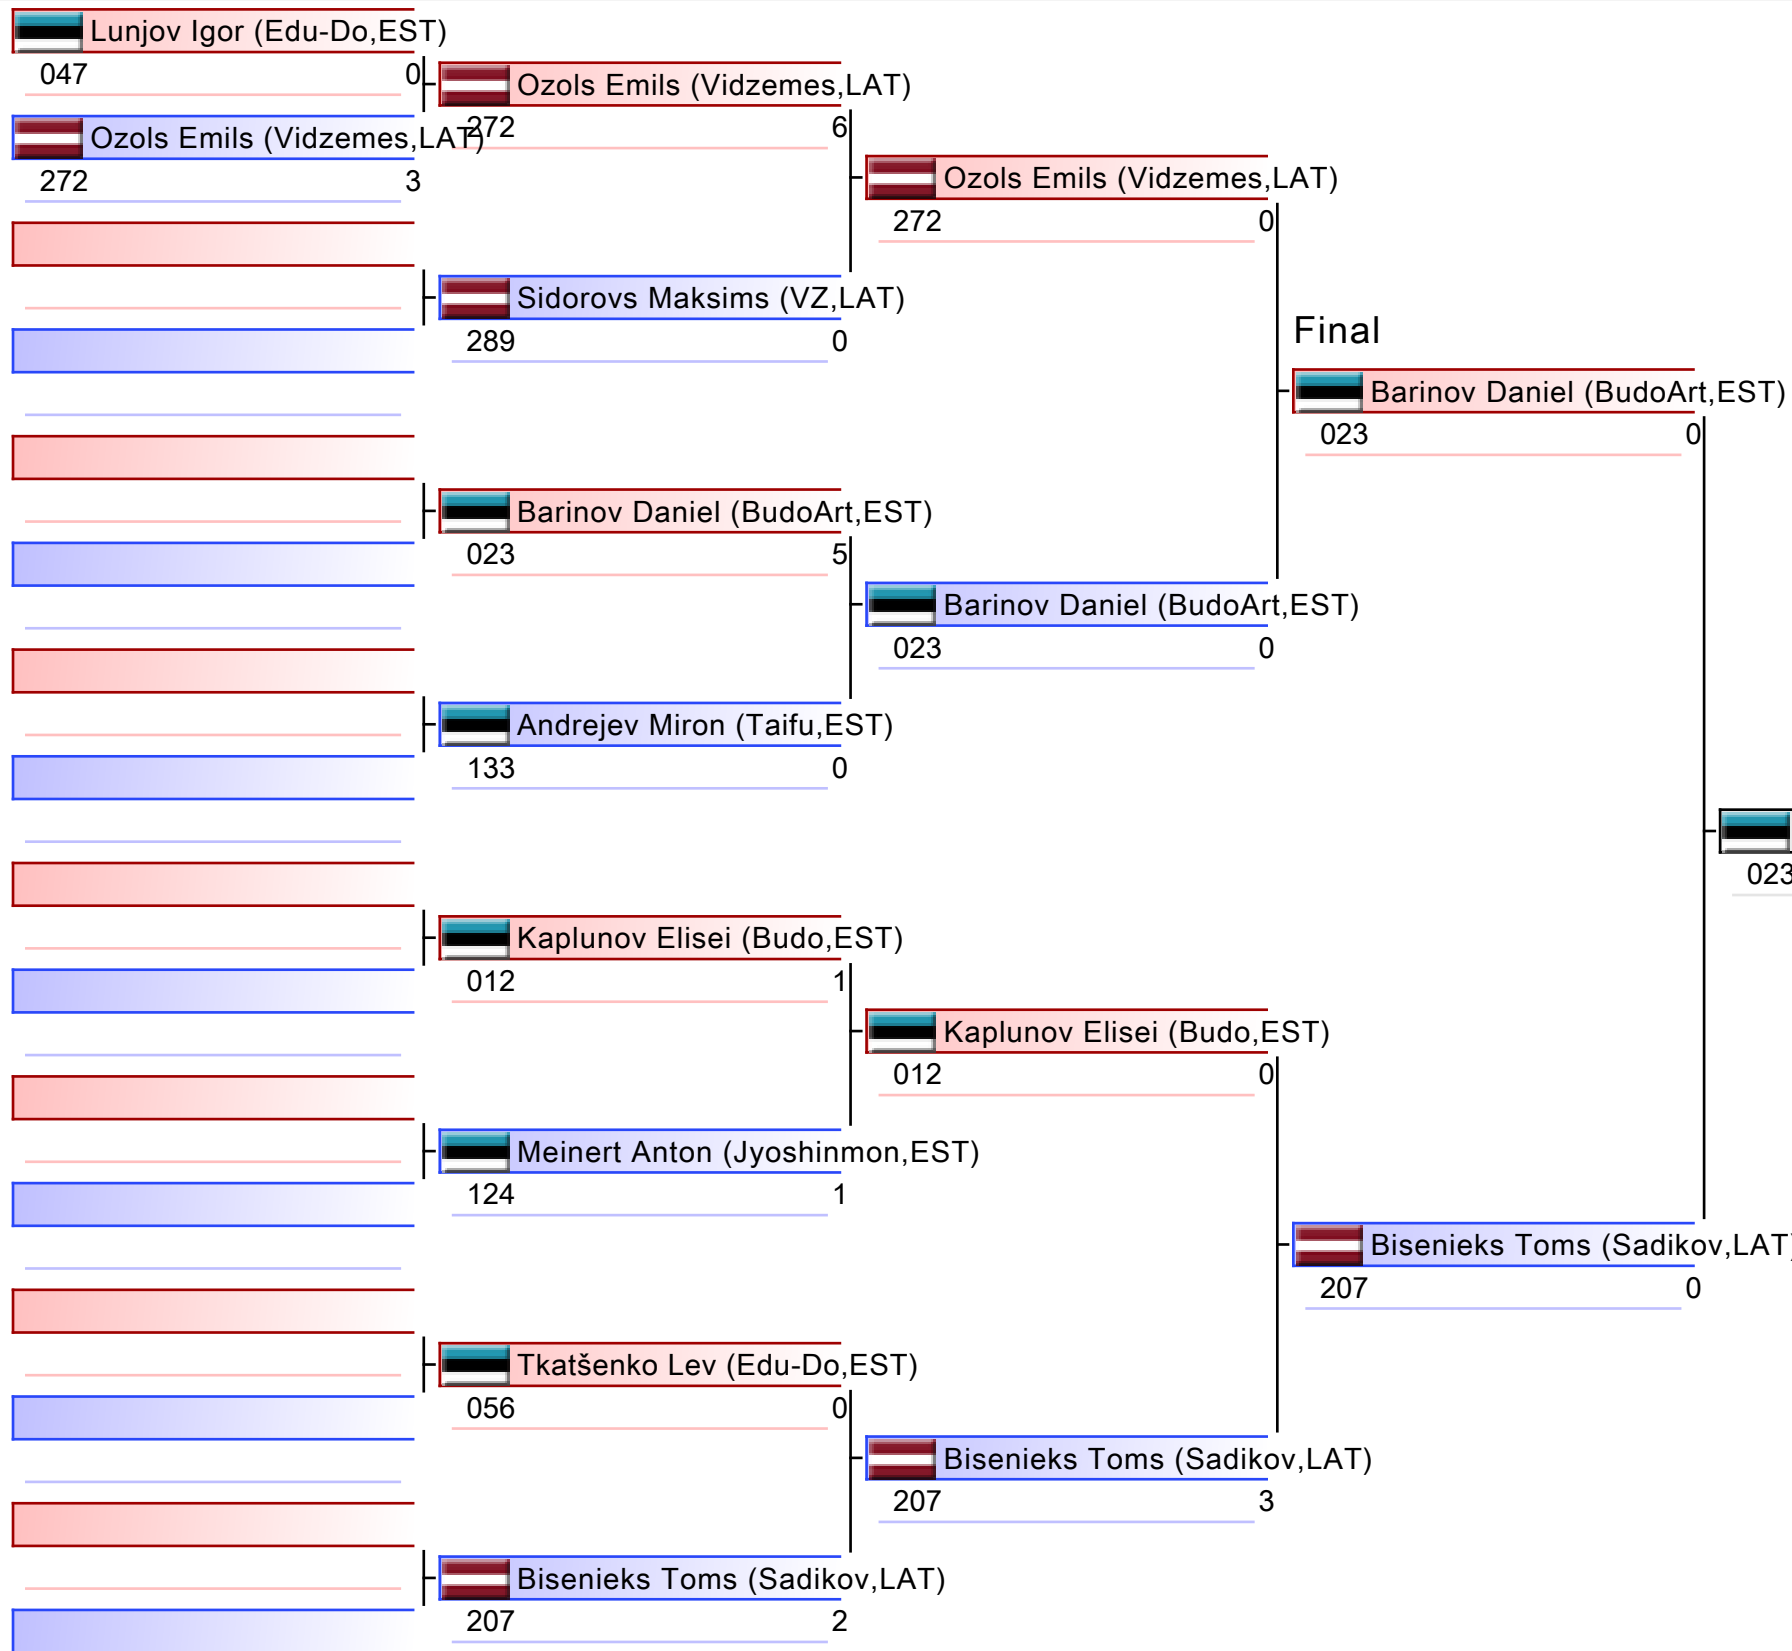 Lunjov Igor (Edu-Do,EST)
047 0
Ozols Emils (Vidzemes,LAT)
272 3
Ozols Emils (Vidzemes,LAT)
272 6
Sidorovs Maksims (VZ,LAT)
289 0
Barinov Daniel (BudoArt,EST)
023 5
Andrejev Miron (Taifu,EST)
133 0
Kaplunov Elisei (Budo,EST)
012 1
Meinert Anton (Jyoshinmon,EST)
124 1
Tkatšenko Lev (Edu-Do,EST)
056 0
Bisenieks Toms (Sadikov,LAT)
207 2
Ozols Emils (Vidzemes,LAT)
272 0
Barinov Daniel (BudoArt,EST)
023 0
Kaplunov Elisei (Budo,EST)
012 0
Bisenieks Toms (Sadikov,LAT)
207 3
Final
Barinov Daniel (BudoArt,EST)
023 0
Bisenieks Toms (Sadikov,LAT)
207 0
023